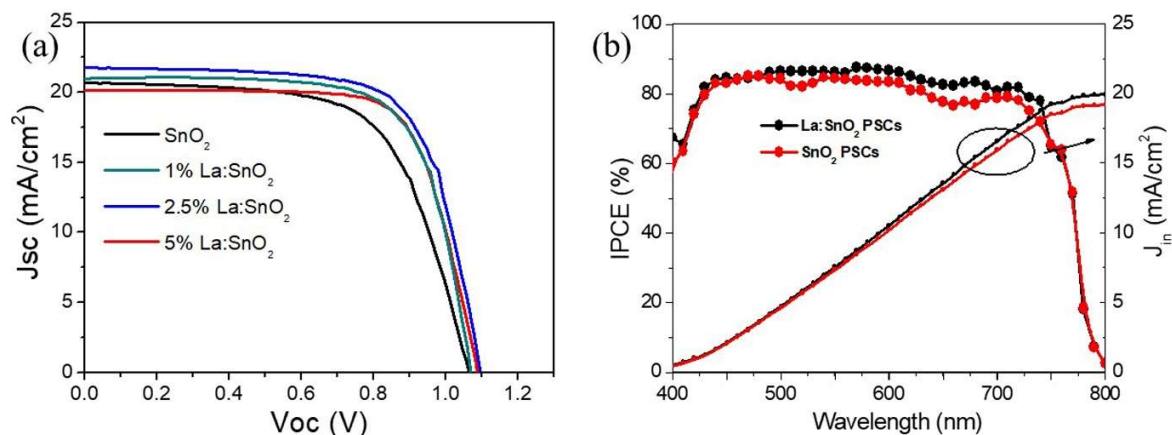 (a)
25
20
15
10
5
0
Jsc (mA/cm²)
SnO₂
1% La:SnO₂
2.5% La:SnO₂
5% La:SnO₂
0.0 0.2 0.4 0.6 0.8 1.0 1.2
Voc (V)
(b)
100
80
60
40
20
0
IPCE (%)
La:SnO₂ PSCs
SnO₂ PSCs
25
20
15
10
5
0
J_in (mA/cm²)
400 500 600 700 800
Wavelength (nm)